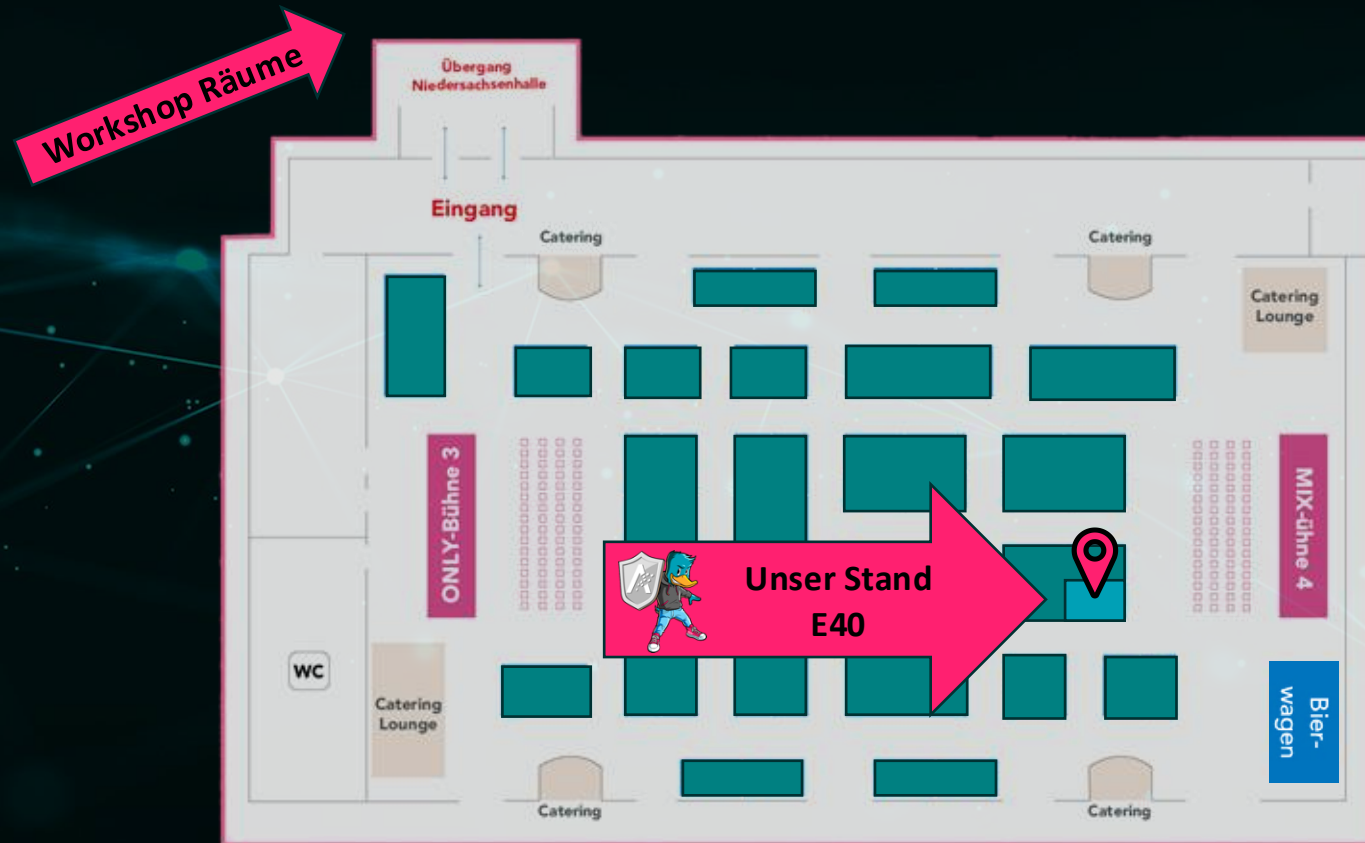 Workshop Räume
Übergang
Niedersachsenhalle
Eingang
Catering
Catering
Catering
Lounge
ONLY-Bühne 3
MIX-ühne 4
Unser Stand
E40
WC
Catering
Lounge
Bier-
wagen
Catering
Catering